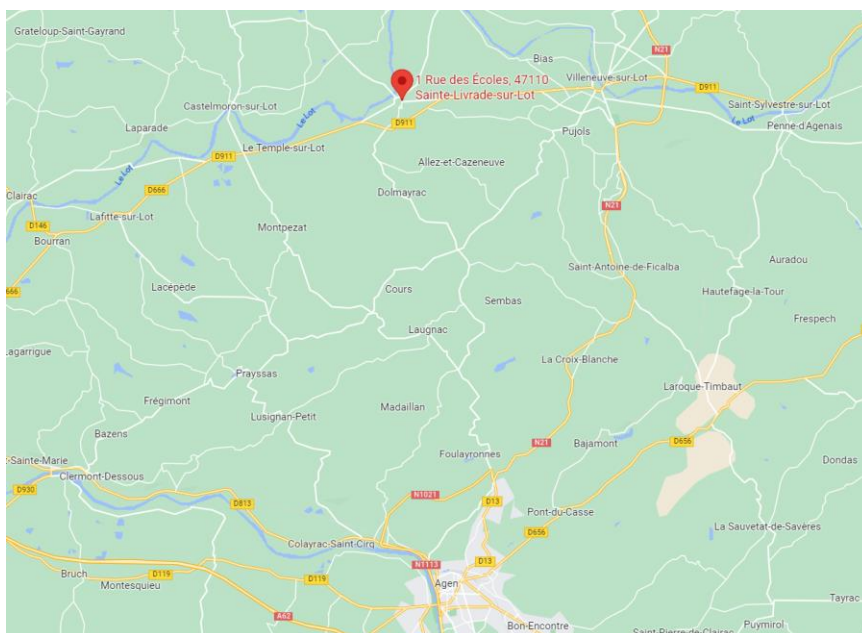 Grateloup-Saint-Gayrand
N21
Bias
1 Rue des Écoles, 47110
Sainte-Livrade-sur-Lot
Villeneuve-sur-Lot
D911
Castelmoron-sur-Lot
Le Lot
Saint-Sylvestre-sur-Lot
Le Lot
Laparade
D911
Pujols
Penne-d'Agenais
Le Temple-sur-Lot
D911
Allez-et-Cazeneuve
Le Lot
D666
Dolmayrac
Clairac
Lafitte-sur-Lot
N21
D146
Montpezat
Bourran
Saint-Antoine-de-Ficalba
Auradou
666
Lacépède
Cours
Sembas
Hautefage-la-Tour
Frespech
Laugnac
agarrigue
La Croix-Blanche
Prayssas
Laroque-Timbaut
Frégimont
Madaillan
Lusignan-Petit
Bazens
N21
Bajamont
D656
Foulayronnes
t-Sainte-Marie
Dondas
Clermont-Dessous
D930
N1021
D13
D813
Pont-du-Casse
La Sauvetat-de-Savères
D656
Colayrac-Saint-Cirq
N1113
D13
Bruch
D119
D119
Montesquieu
Agen
Tayrac
A62
Bon-Encontre
Puymirol
Saint-Pierre-de-Clairac